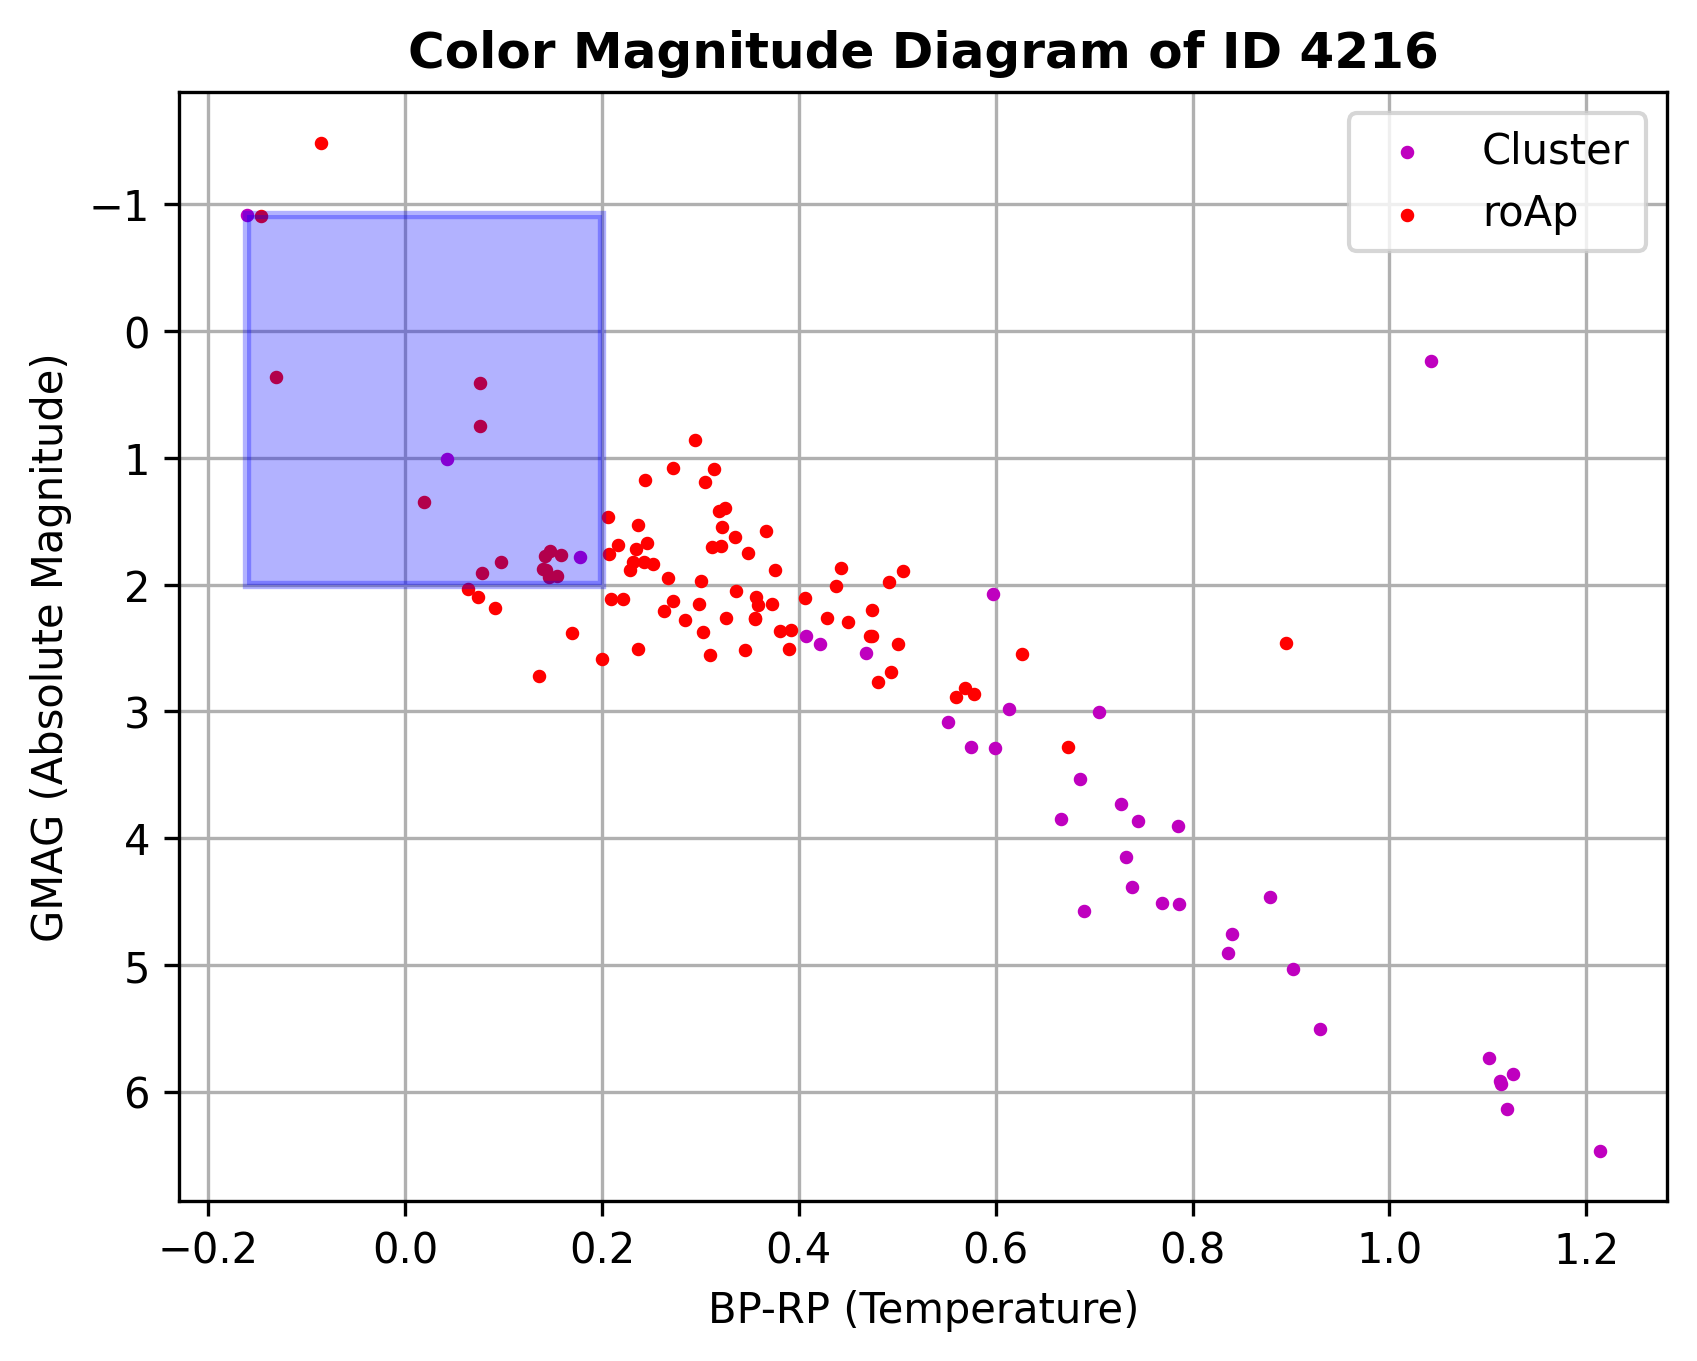 Color Magnitude Diagram of ID 4216
Cluster
roAp
GMAG (Absolute Magnitude)
−1
0
1
2
3
4
5
6
−0.2 0.0 0.2 0.4 0.6 0.8 1.0 1.2
BP-RP (Temperature)